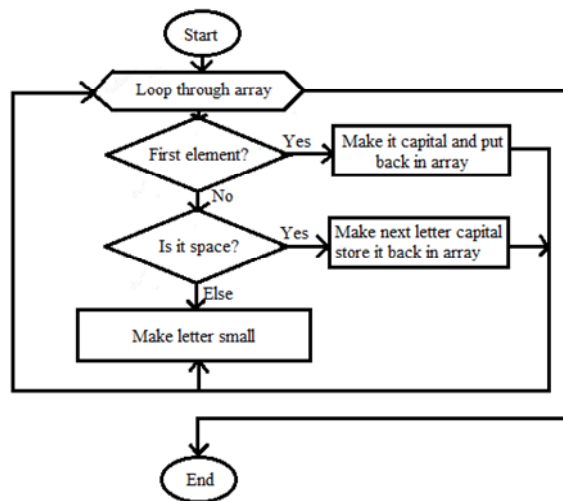 Start
Loop through array
First element?
Yes
Make it capital and put
back in array
No
Is it space?
Yes
Make next letter capital
store it back in array
Else
Make letter small
End